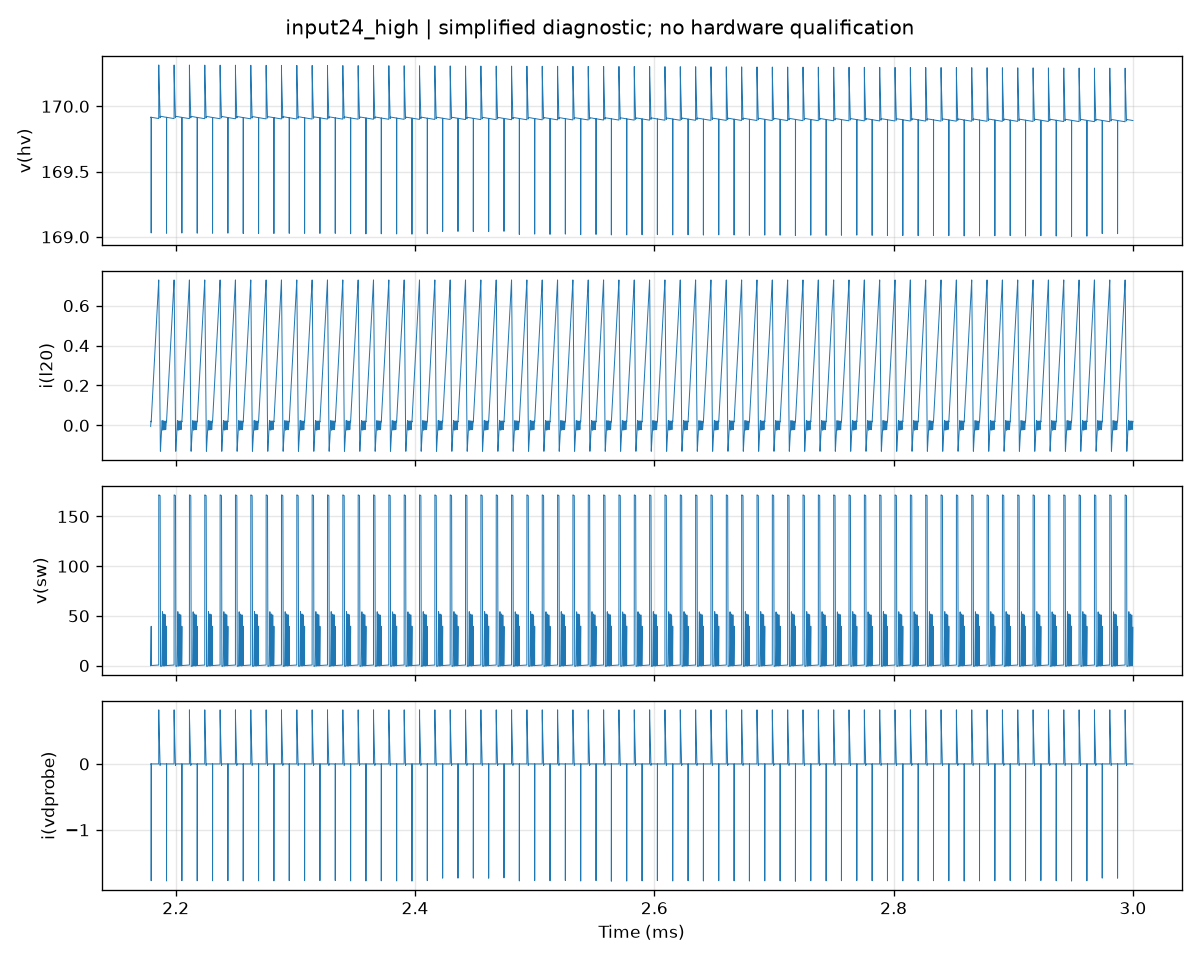 input24_high | simplified diagnostic; no hardware qualification
170.0
169.5
169.0
v(hv)
0.6
0.4
0.2
0.0
i(l20)
150
100
50
0
v(sw)
0
−1
i(vdprobe)
2.2 2.4 2.6 2.8 3.0
Time (ms)